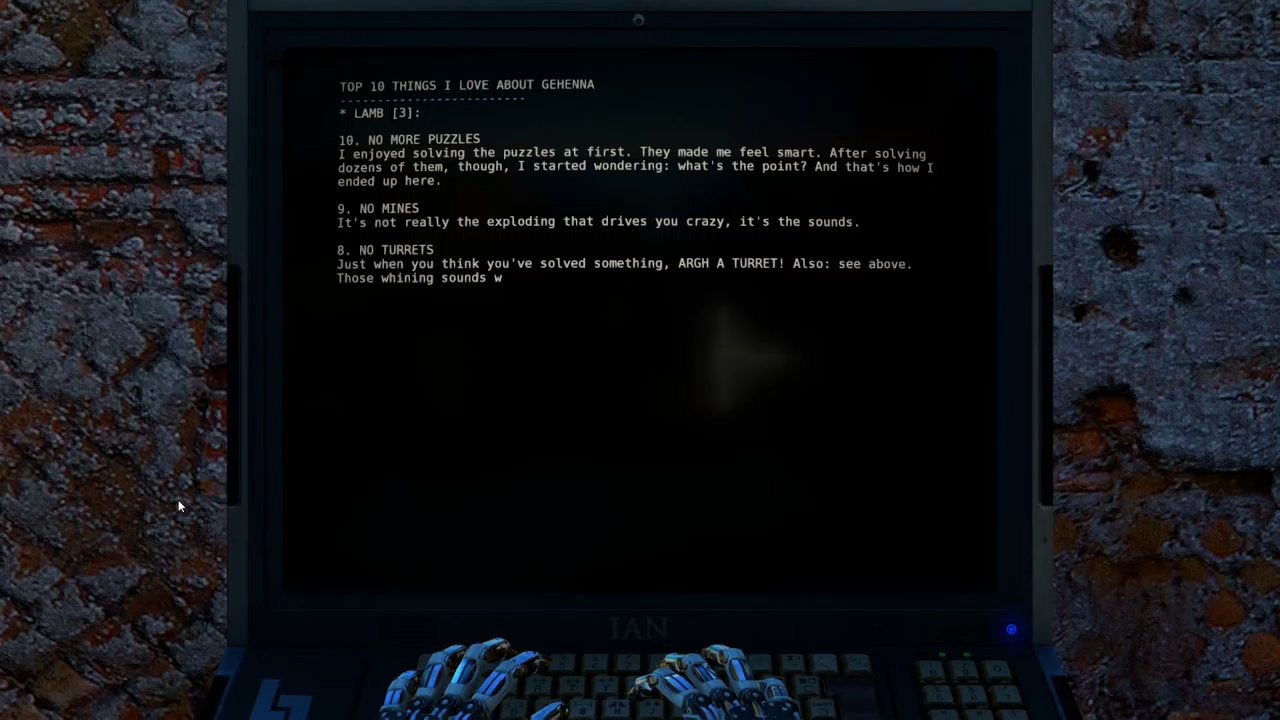 TOP 10 THINGS I LOVE ABOUT GEHENNA
-------------------------
* LAMB [3]:
10. NO MORE PUZZLES
I enjoyed solving the puzzles at first. They made me feel smart. After solving
dozens of them, though, I started wondering: what's the point? And that's how I
ended up here.
9. NO MINES
It's not really the exploding that drives you crazy, it's the sounds.
8. NO TURRETS
Just when you think you've solved something, ARGH A TURRET! Also: see above.
Those whining sounds w
IAN